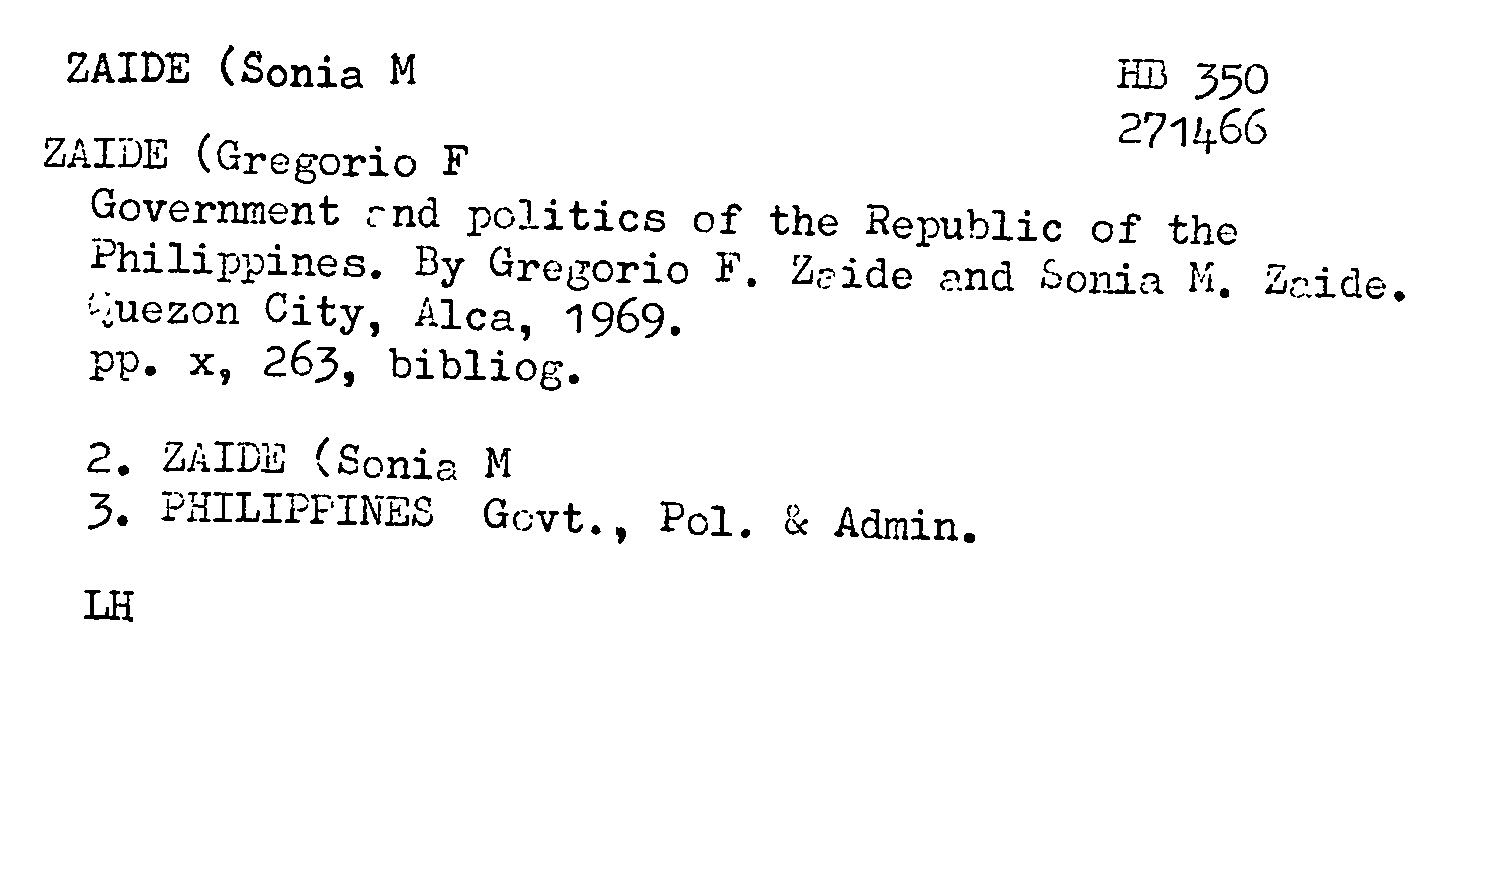 ZAIDE (Sonia M
HB 350
271466
ZAIDE (Gregorio F
Government and politics of the Republic of the
Philippines. By Gregorio F. Zaide and Sonia M. Zaide.
Quezon City, Alca, 1969.
pp. x, 263, bibliog.
2. ZAIDE (Sonia M
3. PHILIPPINES Govt., Pol. & Admin.
LH